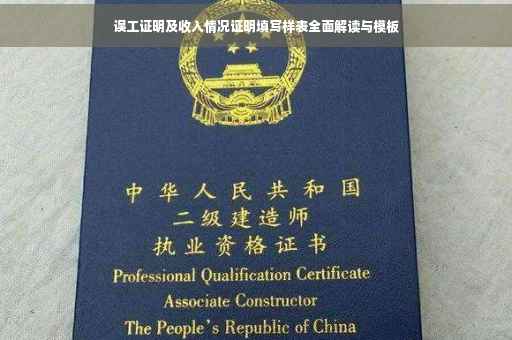 误工证明及收入情况证明填写样表全面解读与模板
中华人民共和国
二级建造师
执业资格证书
Professional Qualification Certificate
Associate Constructor
The People's Republic of China